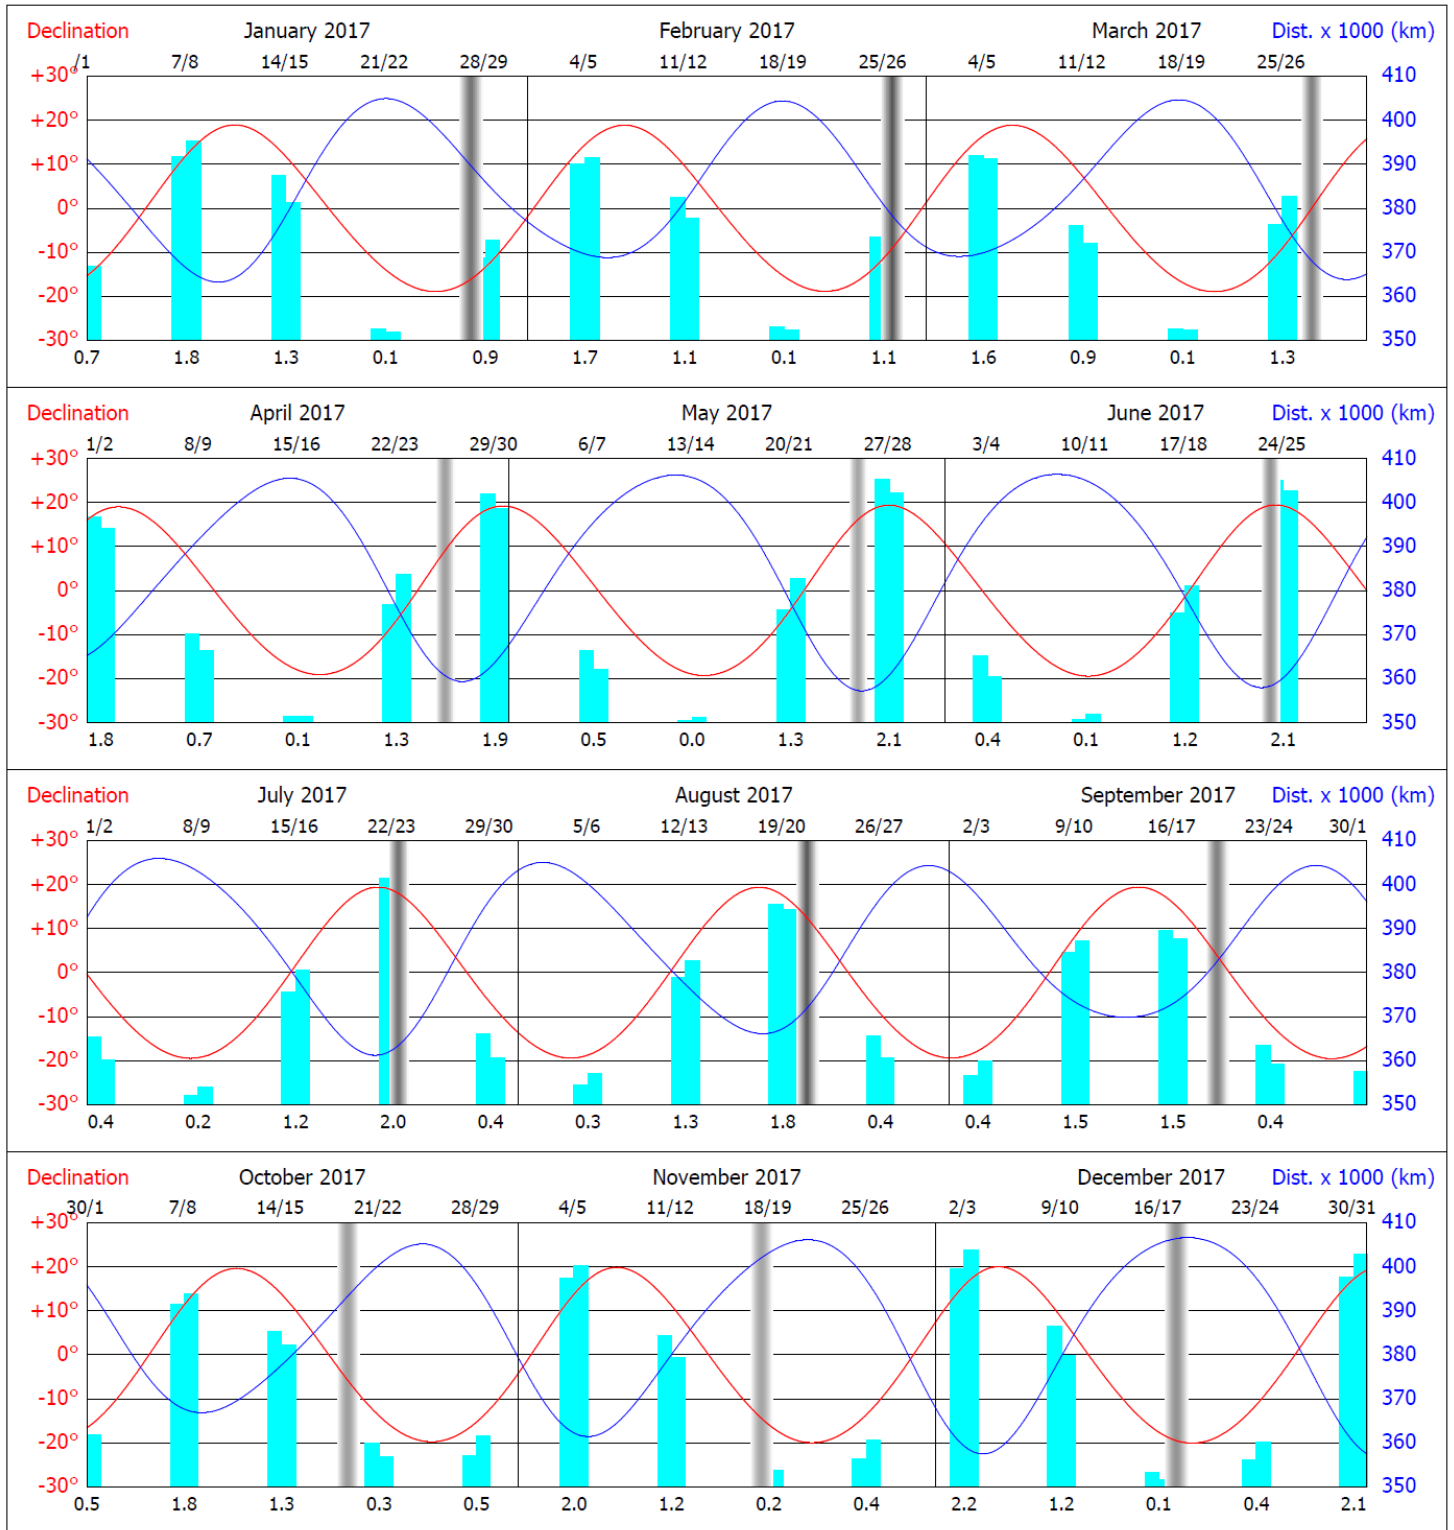 Declination January 2017 February 2017 March 2017 Dist. x 1000 (km)
/1 7/8 14/15 21/22 28/29 4/5 11/12 18/19 25/26 4/5 11/12 18/19 25/26
+30° 410
+20° 400
+10° 390
0° 380
-10° 370
-20° 360
-30° 350
0.7 1.8 1.3 0.1 0.9 1.7 1.1 0.1 1.1 1.6 0.9 0.1 1.3
Declination April 2017 May 2017 June 2017 Dist. x 1000 (km)
1/2 8/9 15/16 22/23 29/30 6/7 13/14 20/21 27/28 3/4 10/11 17/18 24/25
+30° 410
+20° 400
+10° 390
0° 380
-10° 370
-20° 360
-30° 350
1.8 0.7 0.1 1.3 1.9 0.5 0.0 1.3 2.1 0.4 0.1 1.2 2.1
Declination July 2017 August 2017 September 2017 Dist. x 1000 (km)
1/2 8/9 15/16 22/23 29/30 5/6 12/13 19/20 26/27 2/3 9/10 16/17 23/24 30/1
+30° 410
+20° 400
+10° 390
0° 380
-10° 370
-20° 360
-30° 350
0.4 0.2 1.2 2.0 0.4 0.3 1.3 1.8 0.4 0.4 1.5 1.5 0.4
Declination October 2017 November 2017 December 2017 Dist. x 1000 (km)
30/1 7/8 14/15 21/22 28/29 4/5 11/12 18/19 25/26 2/3 9/10 16/17 23/24 30/31
+30° 410
+20° 400
+10° 390
0° 380
-10° 370
-20° 360
-30° 350
0.5 1.8 1.3 0.3 0.5 2.0 1.2 0.2 0.4 2.2 1.2 0.1 0.4 2.1